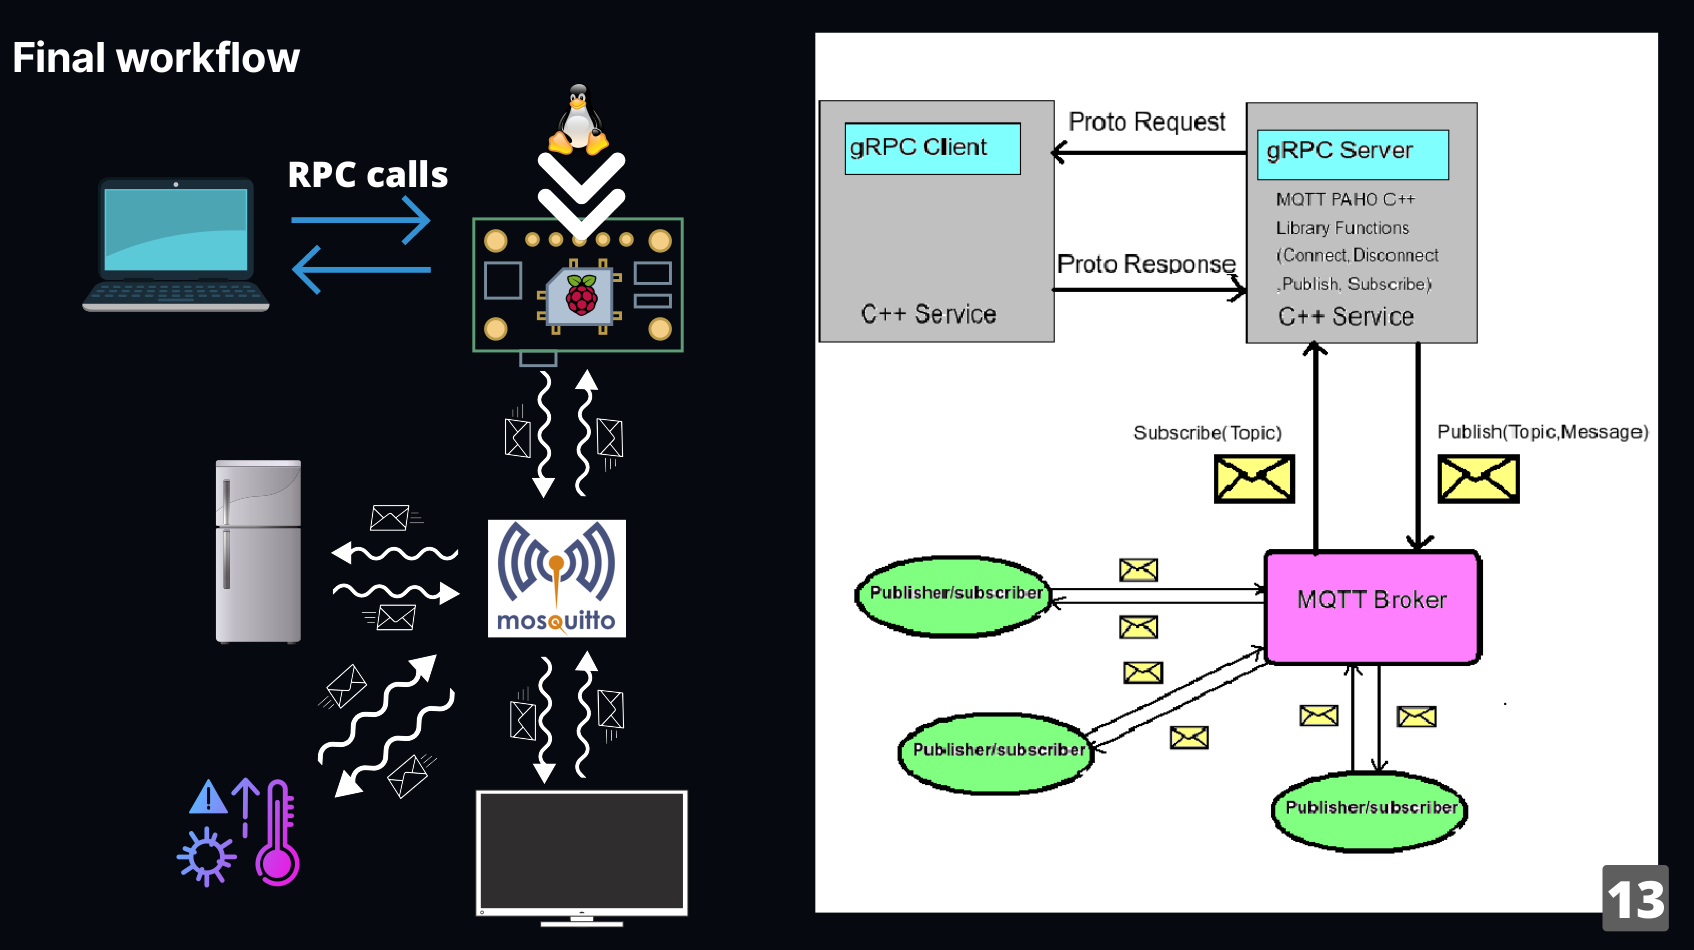 Final workflow
RPC calls
mosquitto
Proto Request
gRPC Client
gRPC Server
MQTT PAHO C++
Library Functions
(Connect,Disconnect
,Publish, Subscribe)
Proto Response
C++ Service
C++ Service
Subscribe(Topic)
Publish(Topic,Message)
Publisher/subscriber
MQTT Broker
Publisher/subscriber
Publisher/subscriber
13